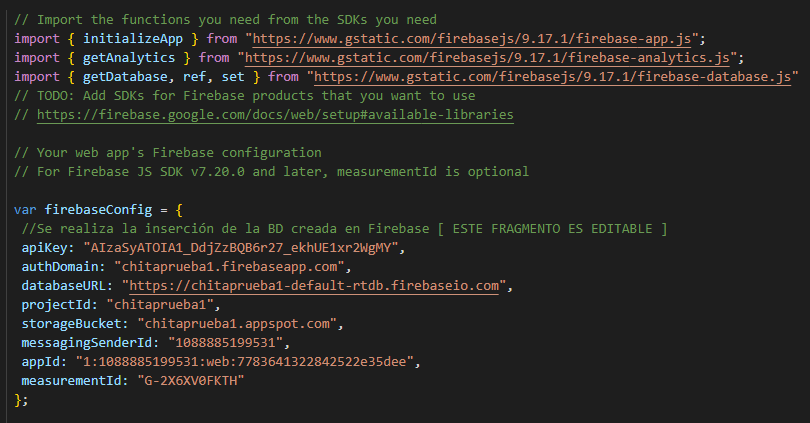 // Import the functions you need from the SDKs you need
import { initializeApp } from "https://www.gstatic.com/firebasejs/9.17.1/firebase-app.js";
import { getAnalytics } from "https://www.gstatic.com/firebasejs/9.17.1/firebase-analytics.js";
import { getDatabase, ref, set } from "https://www.gstatic.com/firebasejs/9.17.1/firebase-database.js"
// TODO: Add SDKs for Firebase products that you want to use
// https://firebase.google.com/docs/web/setup#available-libraries
// Your web app's Firebase configuration
// For Firebase JS SDK v7.20.0 and later, measurementId is optional
var firebaseConfig = {
//Se realiza la inserción de la BD creada en Firebase [ ESTE FRAGMENTO ES EDITABLE ]
apiKey: "AIzaSyATOIA1_DdjZzBQB6r27_ekhUE1xr2WgMY",
authDomain: "chitaprueba1.firebaseapp.com",
databaseURL: "https://chitaprueba1-default-rtdb.firebaseio.com",
projectId: "chitaprueba1",
storageBucket: "chitaprueba1.appspot.com",
messagingSenderId: "1088885199531",
appId: "1:1088885199531:web:7783641322842522e35dee",
measurementId: "G-2X6XV0FKTH"
};